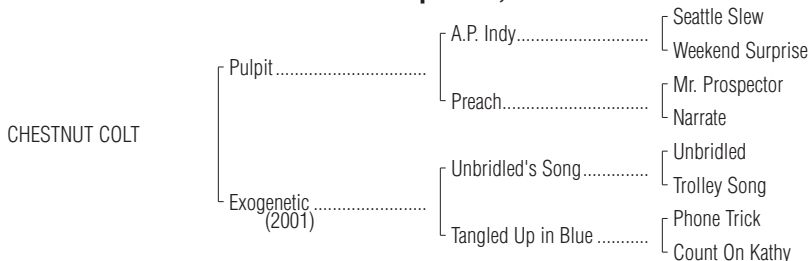 Seattle Slew
A.P. Indy
Weekend Surprise
Pulpit
Mr. Prospector
Preach
Narrate
CHESTNUT COLT
Unbridled
Unbridled's Song
Trolley Song
Exogenetic
(2001)
Phone Trick
Tangled Up in Blue
Count On Kathy